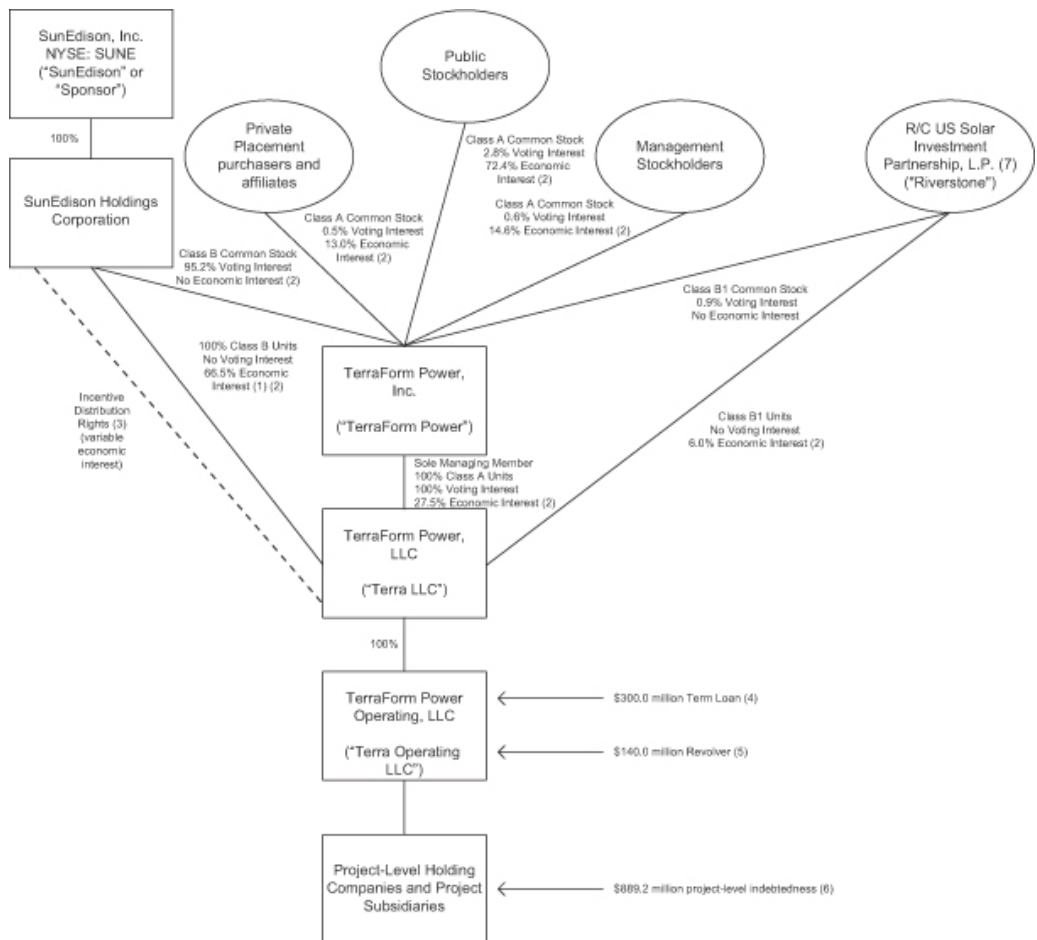 SunEdison, Inc.
NYSE: SUNE
("SunEdison" or
"Sponsor")
100%
SunEdison Holdings
Corporation
Private
Placement
purchasers and
affiliates
Public
Stockholders
Management
Stockholders
R/C US Solar
Investment
Partnership, L.P. (7)
("Riverstone")
Class A Common Stock
2.8% Voting Interest
72.4% Economic
Interest (2)
Class A Common Stock
0.5% Voting Interest
13.0% Economic
Interest (2)
Class A Common Stock
0.6% Voting Interest
14.6% Economic Interest (2)
Class B Common Stock
95.2% Voting Interest
No Economic Interest (2)
Class B1 Common Stock
0.9% Voting Interest
No Economic Interest
100% Class B Units
No Voting Interest
66.5% Economic
Interest (1) (2)
Incentive
Distribution
Rights (3)
(variable
economic
interest)
TerraForm Power,
Inc.
("TerraForm Power")
Class B1 Units
No Voting Interest
6.0% Economic Interest (2)
Sole Managing Member
100% Class A Units
100% Voting Interest
27.5% Economic Interest (2)
TerraForm Power,
LLC
("Terra LLC")
100%
TerraForm Power
Operating, LLC
("Terra Operating
LLC")
$300.0 million Term Loan (4)
$140.0 million Revolver (5)
Project-Level Holding
Companies and Project
Subsidiaries
$889.2 million project-level indebtedness (6)